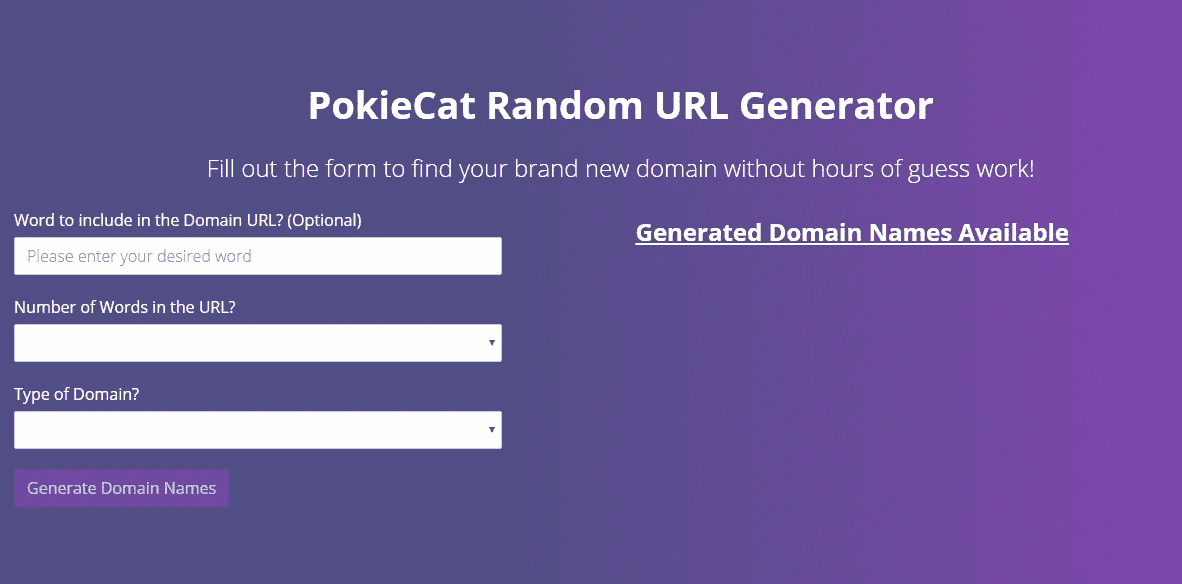 PokieCat Random URL Generator
Fill out the form to find your brand new domain without hours of guess work!
Word to include in the Domain URL? (Optional)
Please enter your desired word
Number of Words in the URL?
Type of Domain?
Generate Domain Names
Generated Domain Names Available